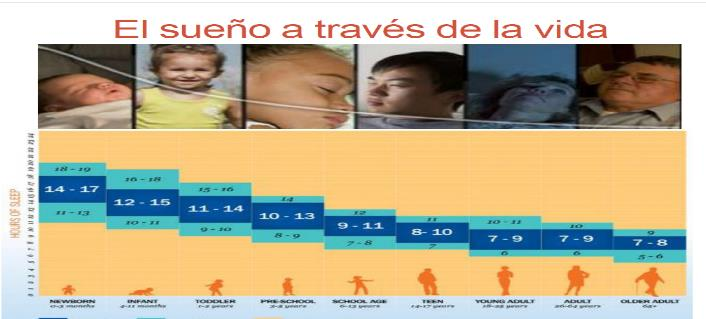 El sueño a través de la vida
HOURS OF SLEEP
18 - 19
14 - 17
11 - 13
16 - 18
12 - 15
10 - 11
15 - 16
11 - 14
9 - 10
14
10 - 13
8 - 9
12
9 - 11
7 - 8
11
8 - 10
7
10 - 11
7 - 9
6
10
7 - 9
6
9
7 - 8
5 - 6
NEWBORN
0-3 months
INFANT
4-11 months
TODDLER
1-2 years
PRE-SCHOOL
3-5 years
SCHOOL AGE
6-13 years
TEEN
14-17 years
YOUNG ADULT
18-25 years
ADULT
26-64 years
OLDER ADULT
65+